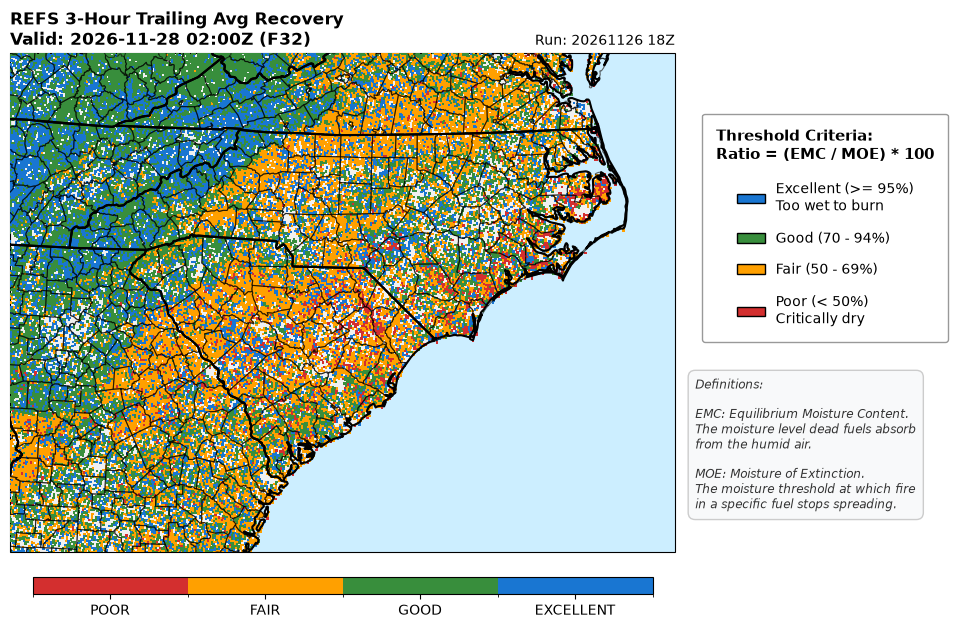 REFS 3-Hour Trailing Avg Recovery
Valid: 2026-11-28 02:00Z (F32)
Run: 20261126 18Z
Threshold Criteria:
Ratio = (EMC / MOE) * 100
Excellent (>= 95%)
Too wet to burn
Good (70 - 94%)
Fair (50 - 69%)
Poor (< 50%)
Critically dry
Definitions:
EMC: Equilibrium Moisture Content.
The moisture level dead fuels absorb
from the humid air.
MOE: Moisture of Extinction.
The moisture threshold at which fire
in a specific fuel stops spreading.
POOR
FAIR
GOOD
EXCELLENT